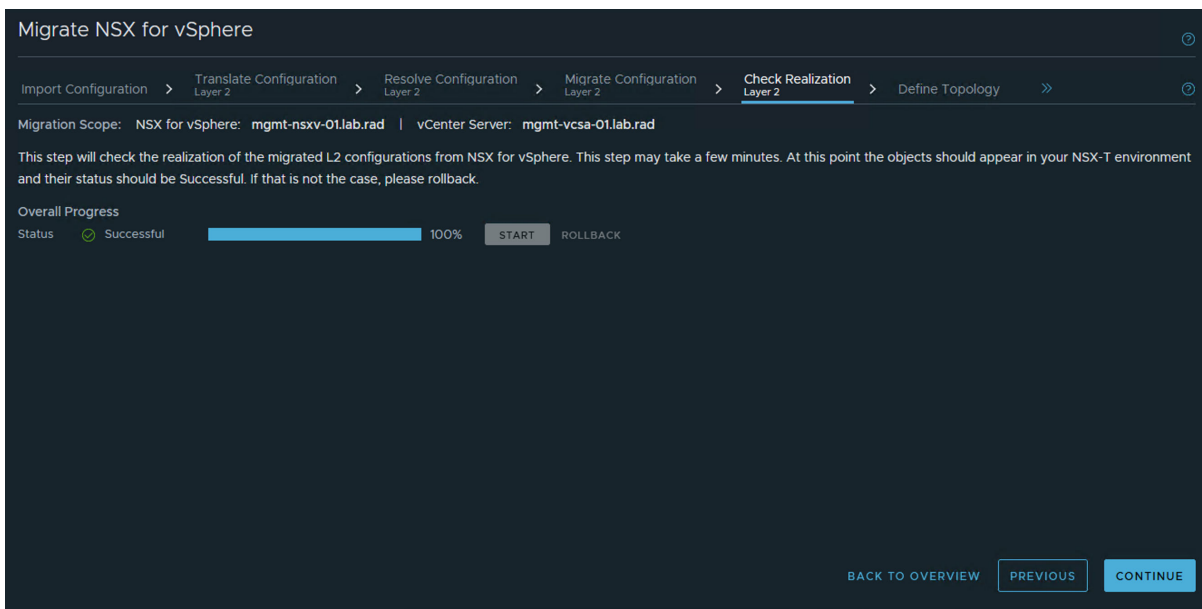 Migrate NSX for vSphere
Import Configuration > Translate Configuration Layer 2 > Resolve Configuration Layer 2 > Migrate Configuration Layer 2 > Check Realization Layer 2 > Define Topology »
Migration Scope: NSX for vSphere: mgmt-nsxv-01.lab.rad | vCenter Server: mgmt-vcsa-01.lab.rad
This step will check the realization of the migrated L2 configurations from NSX for vSphere. This step may take a few minutes. At this point the objects should appear in your NSX-T environment
and their status should be Successful. If that is not the case, please rollback.
Overall Progress
Status Successful 100% START ROLLBACK
BACK TO OVERVIEW PREVIOUS CONTINUE